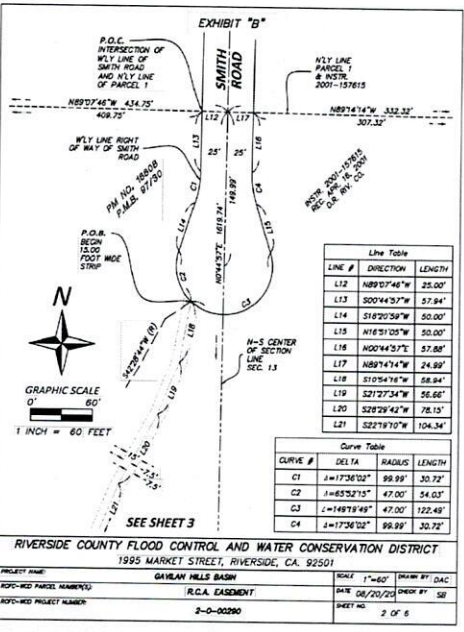 EXHIBIT "B"
P.O.C.
INTERSECTION OF
W'LY LINE OF
SMITH ROAD
AND N'LY LINE
OF PARCEL 1
SMITH
ROAD
N'LY LINE
PARCEL 1
& INSTR.
2001-157615
N89°07'46"W 434.75'
409.75'
N89°14'14"W 332.32'
307.32'
L12
L17
L13
L16
25'
25'
W'LY LINE RIGHT
OF WAY OF SMITH
ROAD
PM NO. 18808
P.M.B. 97/30
INSTR. 2001-157615
REC. APR. 16, 2001
O.R. RIV. CO.
C1
C4
149.99'
N0°44'57"E 1619.74'
L14
L15
P.O.B.
BEGIN
15.00
FOOT WIDE
STRIP
C2
C3
N
S42°28'44"W (R)
L18
N-S CENTER
OF SECTION
LINE
SEC. 13
L19
GRAPHIC SCALE
0' 60'
1 INCH = 60 FEET
L20
15'
7.5'
7.5'
L21
SEE SHEET 3
Line Table
LINE # DIRECTION LENGTH
L12 N89°07'46"W 25.00'
L13 S00°44'57"W 57.94'
L14 S18°20'59"W 50.00'
L15 N16°51'05"W 50.00'
L16 N00°44'57"E 57.88'
L17 N89°14'14"W 24.99'
L18 S10°54'16"W 58.94'
L19 S21°27'34"W 56.66'
L20 S28°29'42"W 78.15'
L21 S22°19'10"W 104.34'
Curve Table
CURVE # DELTA RADIUS LENGTH
C1 Δ=17°36'02" 99.99' 30.72'
C2 Δ=65°52'15" 47.00' 54.03'
C3 Δ=149°19'49" 47.00' 122.49'
C4 Δ=17°36'02" 99.99' 30.72'
RIVERSIDE COUNTY FLOOD CONTROL AND WATER CONSERVATION DISTRICT
1995 MARKET STREET, RIVERSIDE, CA. 92501
PROJECT NAME: GAVILAN HILLS BASIN SCALE 1"=60' DRAWN BY DAC
RCFC-WCD PARCEL NUMBER(S): R.C.A. EASEMENT DATE 08/20/20 CHECK BY SB
RCFC-WCD PROJECT NUMBER 2-0-00290 SHEET NO. 2 OF 6